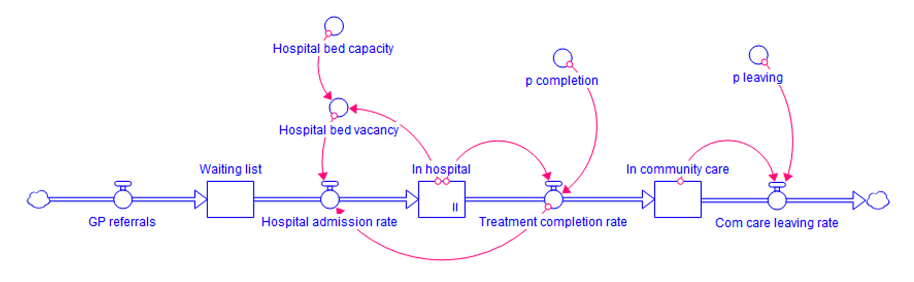 Hospital bed capacity
p completion
p leaving
Hospital bed vacancy
Waiting list
In hospital
In community care
GP referrals
Hospital admission rate
Treatment completion rate
Com care leaving rate
II